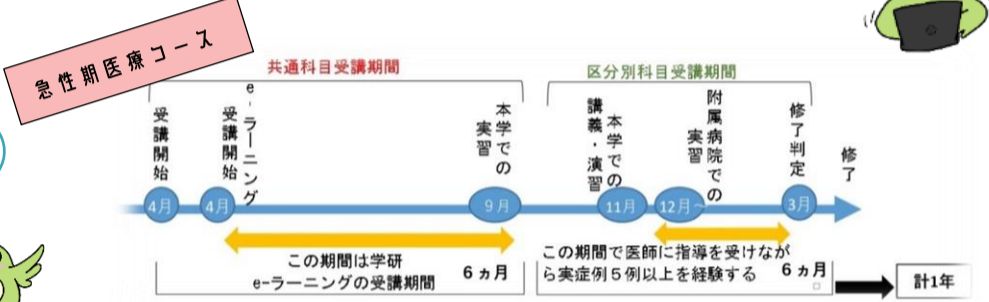 急性期医療コース
共通科目受講期間
区分別科目受講期間
受講開始
e-ラーニング
受講開始
本学での
実習
本学での
講義・演習
附属病院での
実習
修了判定
修了
4月
4月
9月
11月
12月～
3月
この期間は学研
e-ラーニングの受講期間
6ヵ月
この期間で医師に指導を受けなが
ら実症例5例以上を経験する
6ヵ月
計1年